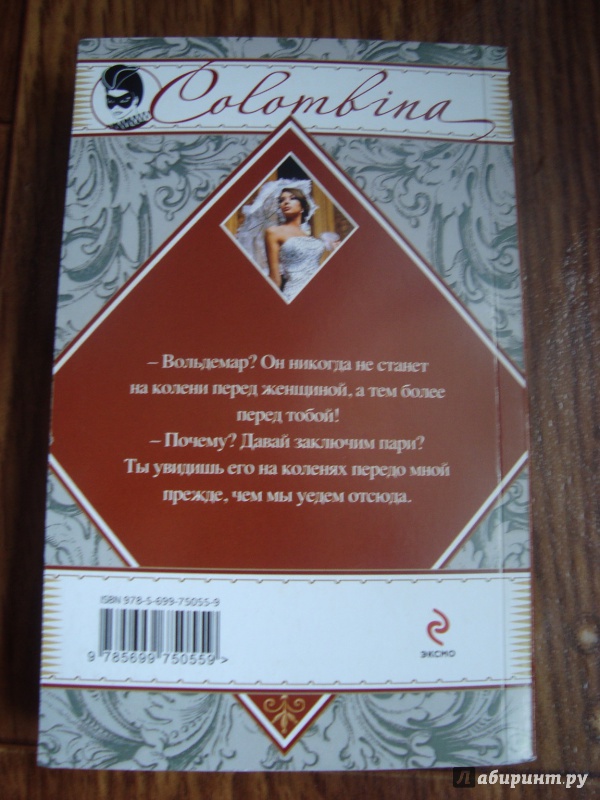 Colombina
– Вольдемар? Он никогда не станет
на колени перед женщиной, а тем более
перед тобой!
– Почему? Давай заключим пари?
Ты увидишь его на коленях передо мной
прежде, чем мы уедем отсюда.
ISBN 978-5-699-75055-9
9 785699 750559 >
ЭКСМО
Лабиринт.ру